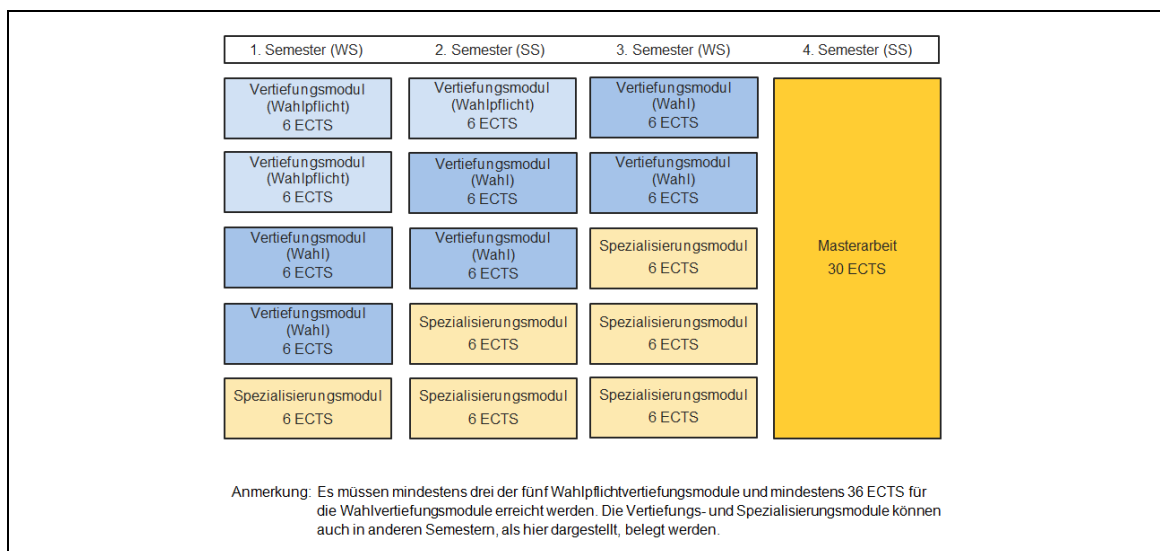 1. Semester (WS) 2. Semester (SS) 3. Semester (WS) 4. Semester (SS)
Vertiefungsmodul
(Wahlpflicht)
6 ECTS
Vertiefungsmodul
(Wahlpflicht)
6 ECTS
Vertiefungsmodul
(Wahl)
6 ECTS
Vertiefungsmodul
(Wahlpflicht)
6 ECTS
Vertiefungsmodul
(Wahl)
6 ECTS
Vertiefungsmodul
(Wahl)
6 ECTS
Vertiefungsmodul
(Wahl)
6 ECTS
Vertiefungsmodul
(Wahl)
6 ECTS
Spezialisierungsmodul
6 ECTS
Masterarbeit
30 ECTS
Vertiefungsmodul
(Wahl)
6 ECTS
Spezialisierungsmodul
6 ECTS
Spezialisierungsmodul
6 ECTS
Spezialisierungsmodul
6 ECTS
Spezialisierungsmodul
6 ECTS
Spezialisierungsmodul
6 ECTS
Anmerkung: Es müssen mindestens drei der fünf Wahlpflichtvertiefungsmodule und mindestens 36 ECTS für
die Wahlvertiefungsmodule erreicht werden. Die Vertiefungs- und Spezialisierungsmodule können
auch in anderen Semestern, als hier dargestellt, belegt werden.